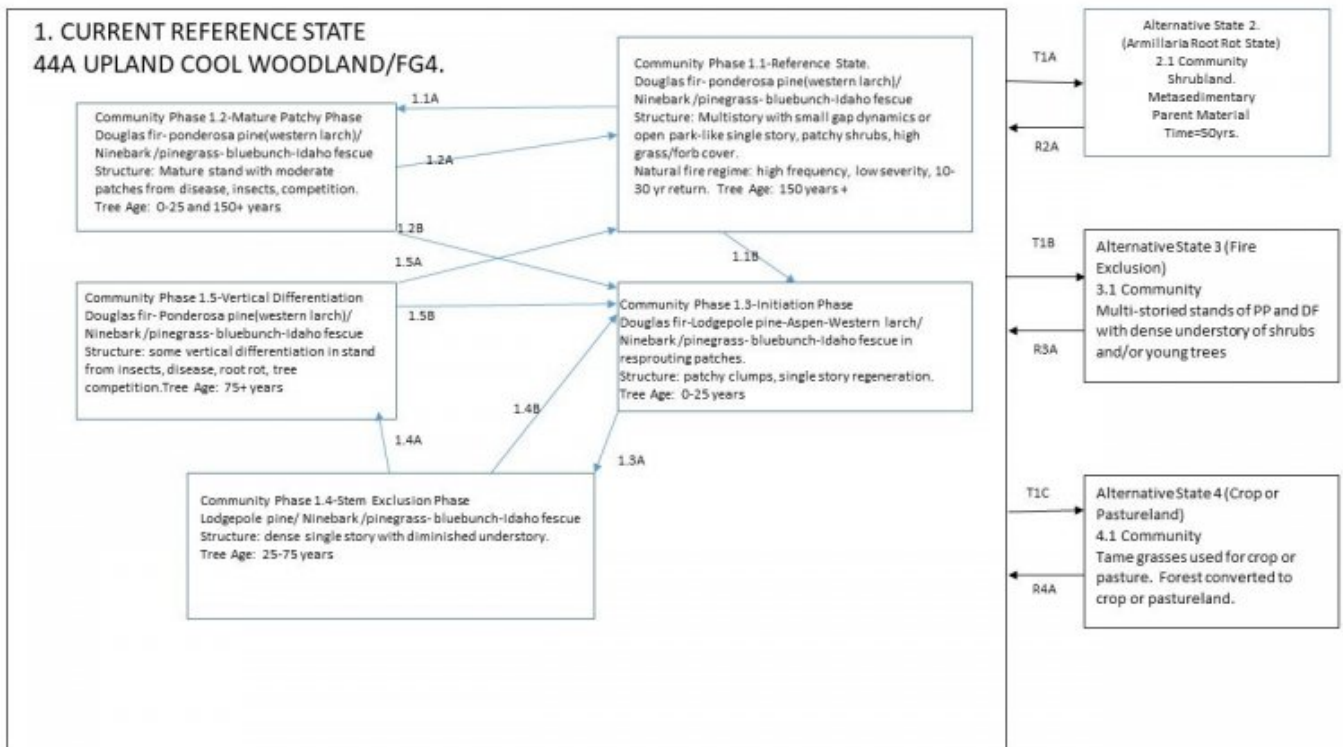 1. CURRENT REFERENCE STATE
44A UPLAND COOL WOODLAND/FG4.
Community Phase 1.1-Reference State.
Douglas fir- ponderosa pine(western larch)/
Ninebark /pinegrass- bluebunch-Idaho fescue
Structure: Multistory with small gap dynamics or
open park-like single story, patchy shrubs, high
grass/forb cover.
Natural fire regime: high frequency, low severity, 10-
30 yr return. Tree Age: 150 years +
1.1A
Community Phase 1.2-Mature Patchy Phase
Douglas fir- ponderosa pine(western larch)/
Ninebark /pinegrass- bluebunch-Idaho fescue
Structure: Mature stand with moderate
patches from disease, insects, competition.
Tree Age: 0-25 and 150+ years
1.2A
1.2B
1.5A
1.1B
Community Phase 1.5-Vertical Differentiation
Douglas fir- Ponderosa pine(western larch)/
Ninebark /pinegrass- bluebunch-Idaho fescue
Structure: some vertical differentiation in stand
from insects, disease, root rot, tree
competition.Tree Age: 75+ years
1.5B
Community Phase 1.3-Initiation Phase
Douglas fir-Lodgepole pine-Aspen-Western larch/
Ninebark /pinegrass- bluebunch-Idaho fescue in
resprouting patches.
Structure: patchy clumps, single story regeneration.
Tree Age: 0-25 years
1.4B
1.4A
1.3A
Community Phase 1.4-Stem Exclusion Phase
Lodgepole pine/ Ninebark /pinegrass- bluebunch-Idaho fescue
Structure: dense single story with diminished understory.
Tree Age: 25-75 years
T1A
R2A
Alternative State 2.
(Armillaria Root Rot State)
2.1 Community
Shrubland.
Metasedimentary
Parent Material
Time=50yrs.
T1B
R3A
Alternative State 3 (Fire
Exclusion)
3.1 Community
Multi-storied stands of PP and DF
with dense understory of shrubs
and/or young trees
T1C
R4A
Alternative State 4 (Crop or
Pastureland)
4.1 Community
Tame grasses used for crop or
pasture. Forest converted to
crop or pastureland.